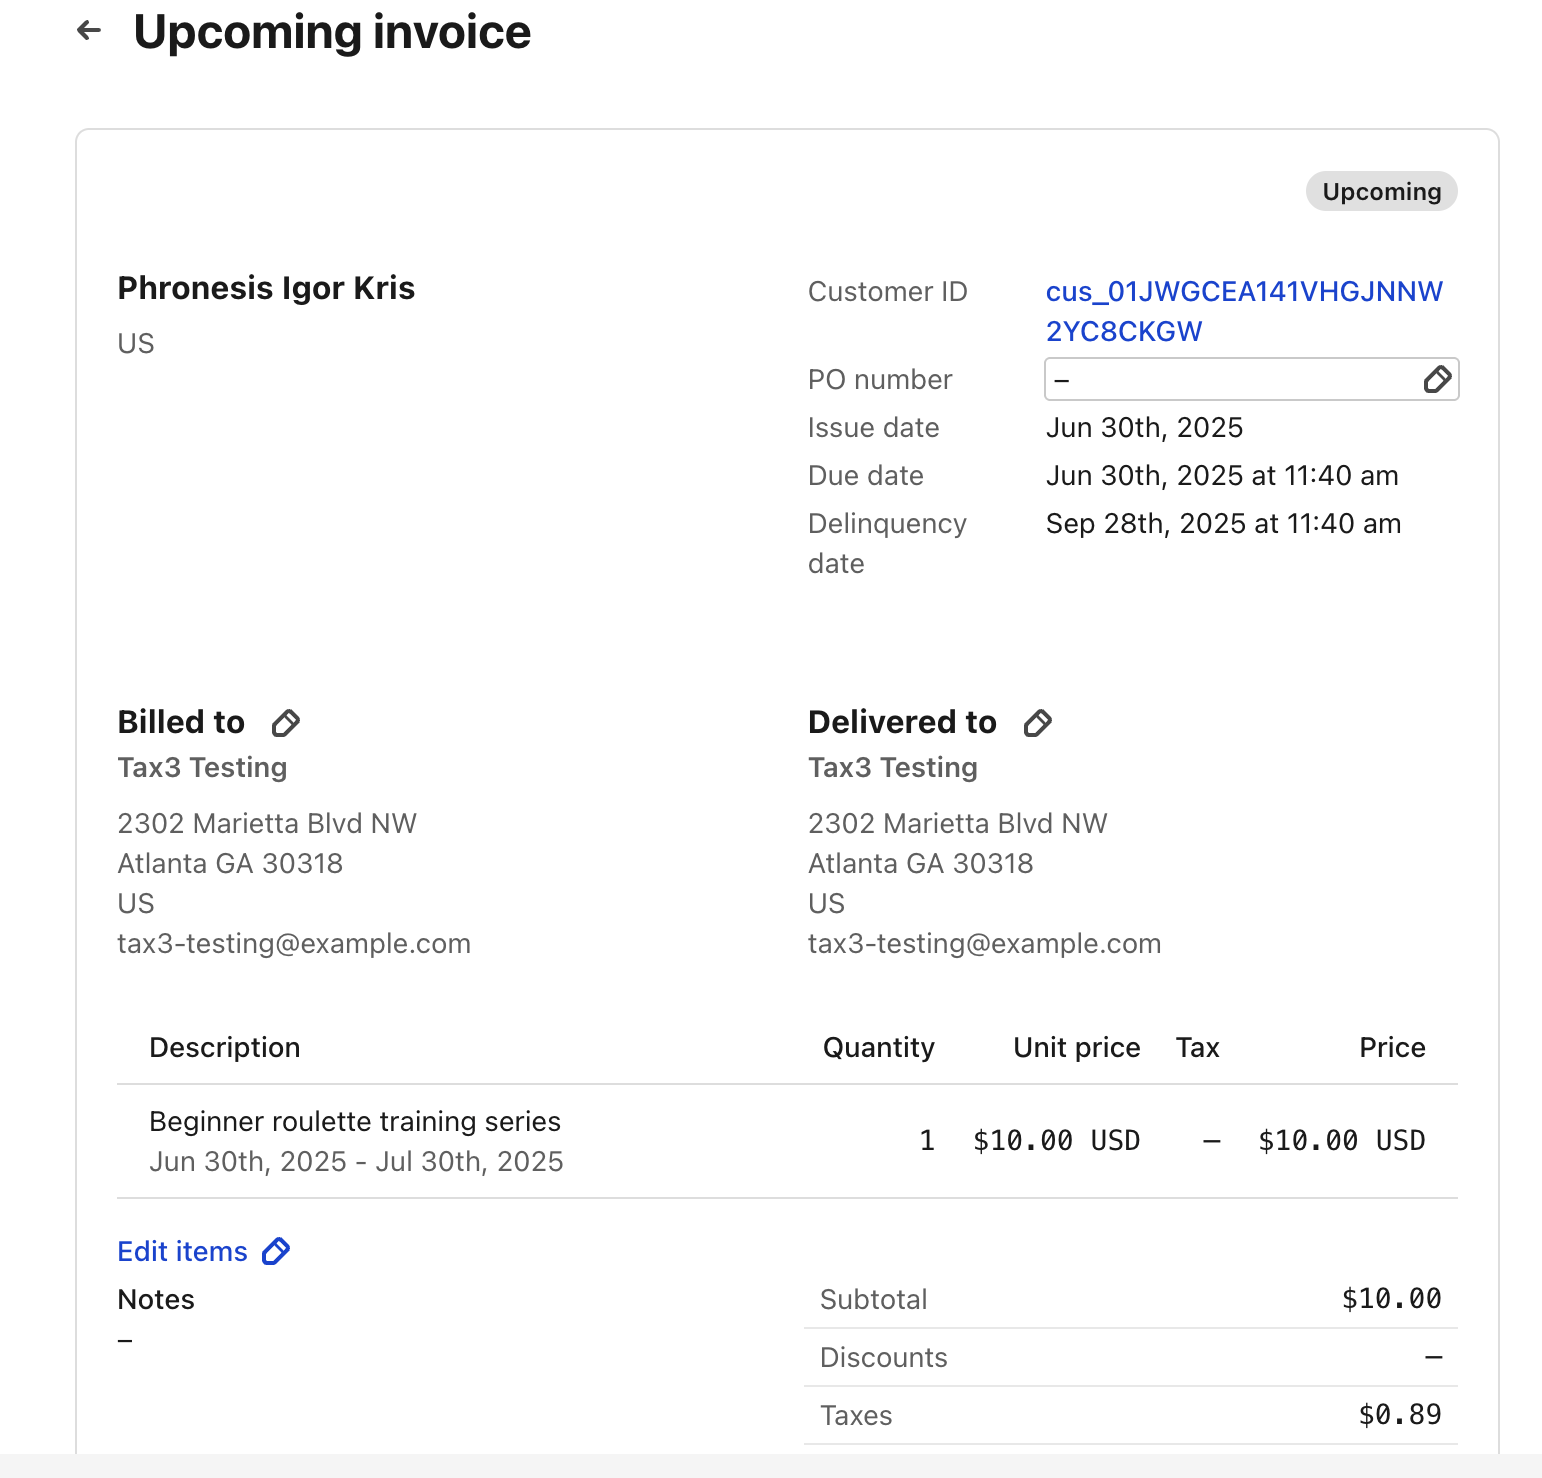 Upcoming invoice
Upcoming
Phronesis Igor Kris
US
Customer ID cus_01JWGCEA141VHGJNNW
2YC8CKGW
PO number –
Issue date Jun 30th, 2025
Due date Jun 30th, 2025 at 11:40 am
Delinquency Sep 28th, 2025 at 11:40 am
date
Billed to
Tax3 Testing
2302 Marietta Blvd NW
Atlanta GA 30318
US
tax3-testing@example.com
Delivered to
Tax3 Testing
2302 Marietta Blvd NW
Atlanta GA 30318
US
tax3-testing@example.com
Description Quantity Unit price Tax Price
Beginner roulette training series
Jun 30th, 2025 - Jul 30th, 2025
1 $10.00 USD – $10.00 USD
Edit items
Notes
–
Subtotal $10.00
Discounts –
Taxes $0.89